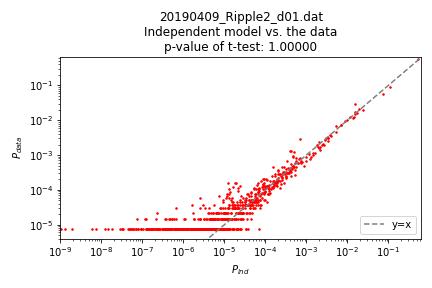 20190409_Ripple2_d01.dat
Independent model vs. the data
p-value of t-test: 1.00000
P_data
10^-1
10^-2
10^-3
10^-4
10^-5
y=x
10^-9 10^-8 10^-7 10^-6 10^-5 10^-4 10^-3 10^-2 10^-1
P_ind